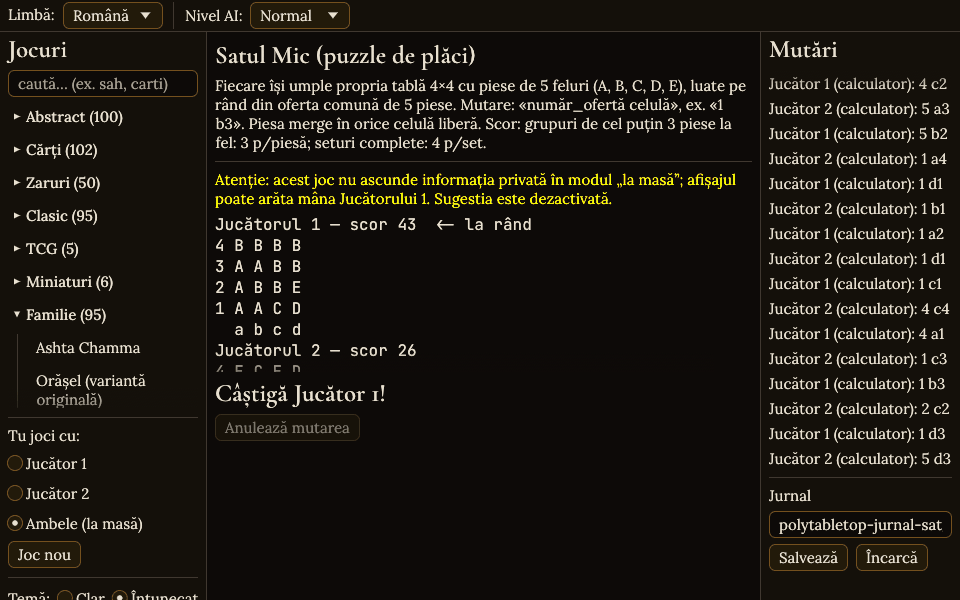 Limbă: Română ▼ Nivel AI: Normal ▼
Jocuri
caută... (ex. sah, carti)
▸ Abstract (100)
▸ Cărți (102)
▸ Zaruri (50)
▸ Clasic (95)
▸ TCG (5)
▸ Miniaturi (6)
▾ Familie (95)
Ashta Chamma
Orășel (variantă
originală)
Tu joci cu:
Jucător 1
Jucător 2
Ambele (la masă)
Joc nou
Temă: Clar Întunecat
Satul Mic (puzzle de plăci)
Fiecare își umple propria tablă 4×4 cu piese de 5 feluri (A, B, C, D, E), luate pe
rând din oferta comună de 5 piese. Mutare: «număr_ofertă celulă», ex. «1
b3». Piesa merge în orice celulă liberă. Scor: grupuri de cel puțin 3 piese la
fel: 3 p/piesă; seturi complete: 4 p/set.
Atenție: acest joc nu ascunde informația privată în modul „la masă”; afișajul
poate arăta mâna Jucătorului 1. Sugestia este dezactivată.
Jucătorul 1 — scor 43 ← la rând
4 B B B B
3 A A B B
2 A B B E
1 A A C D
a b c d
Jucătorul 2 — scor 26
Câștigă Jucător 1!
Anulează mutarea
Mutări
Jucător 1 (calculator): 4 c2
Jucător 2 (calculator): 5 a3
Jucător 1 (calculator): 5 b2
Jucător 2 (calculator): 1 a4
Jucător 1 (calculator): 1 d1
Jucător 2 (calculator): 1 b1
Jucător 1 (calculator): 1 a2
Jucător 2 (calculator): 1 d1
Jucător 1 (calculator): 1 c1
Jucător 2 (calculator): 4 c4
Jucător 1 (calculator): 4 a1
Jucător 2 (calculator): 1 c3
Jucător 1 (calculator): 1 b3
Jucător 2 (calculator): 2 c2
Jucător 1 (calculator): 1 d3
Jucător 2 (calculator): 5 d3
Jurnal
polytabletop-jurnal-sat
Salvează Încarcă